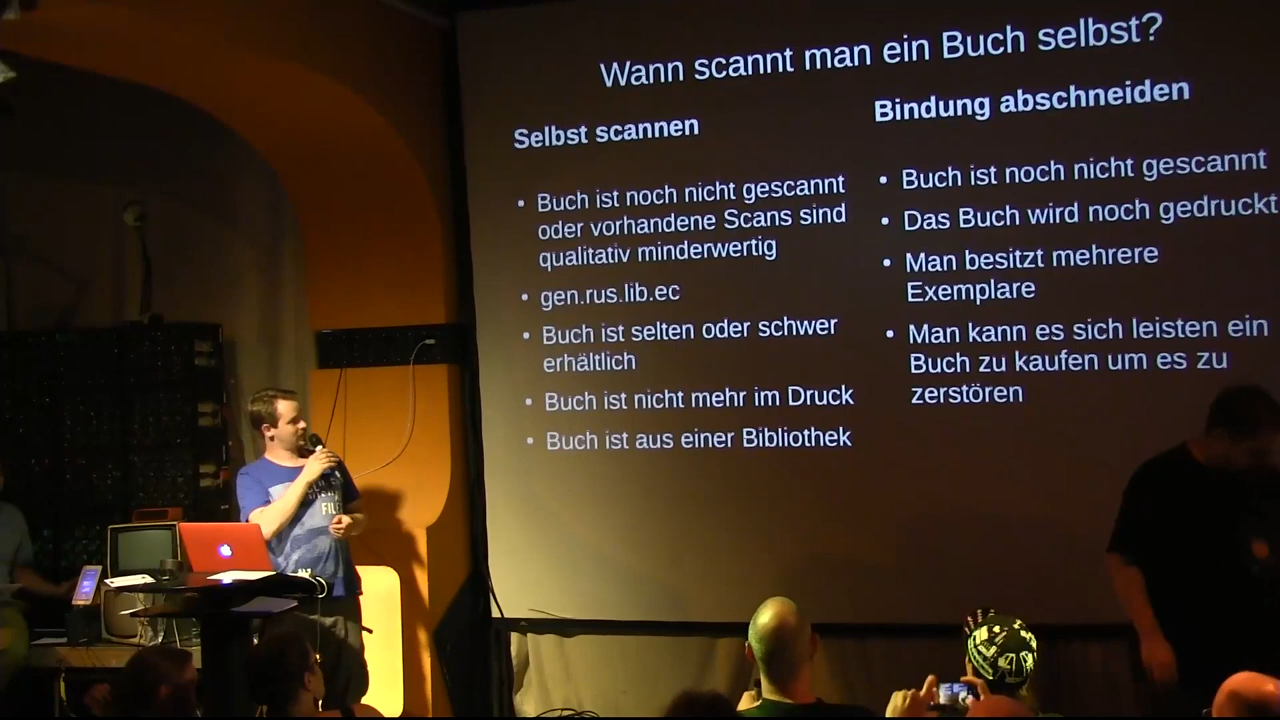 Wann scannt man ein Buch selbst?
Selbst scannen
• Buch ist noch nicht gescannt
oder vorhandene Scans sind
qualitativ minderwertig
• gen.rus.lib.ec
• Buch ist selten oder schwer
erhältlich
• Buch ist nicht mehr im Druck
• Buch ist aus einer Bibliothek
Bindung abschneiden
• Buch ist noch nicht gescannt
• Das Buch wird noch gedruckt
• Man besitzt mehrere
Exemplare
• Man kann es sich leisten ein
Buch zu kaufen um es zu
zerstören